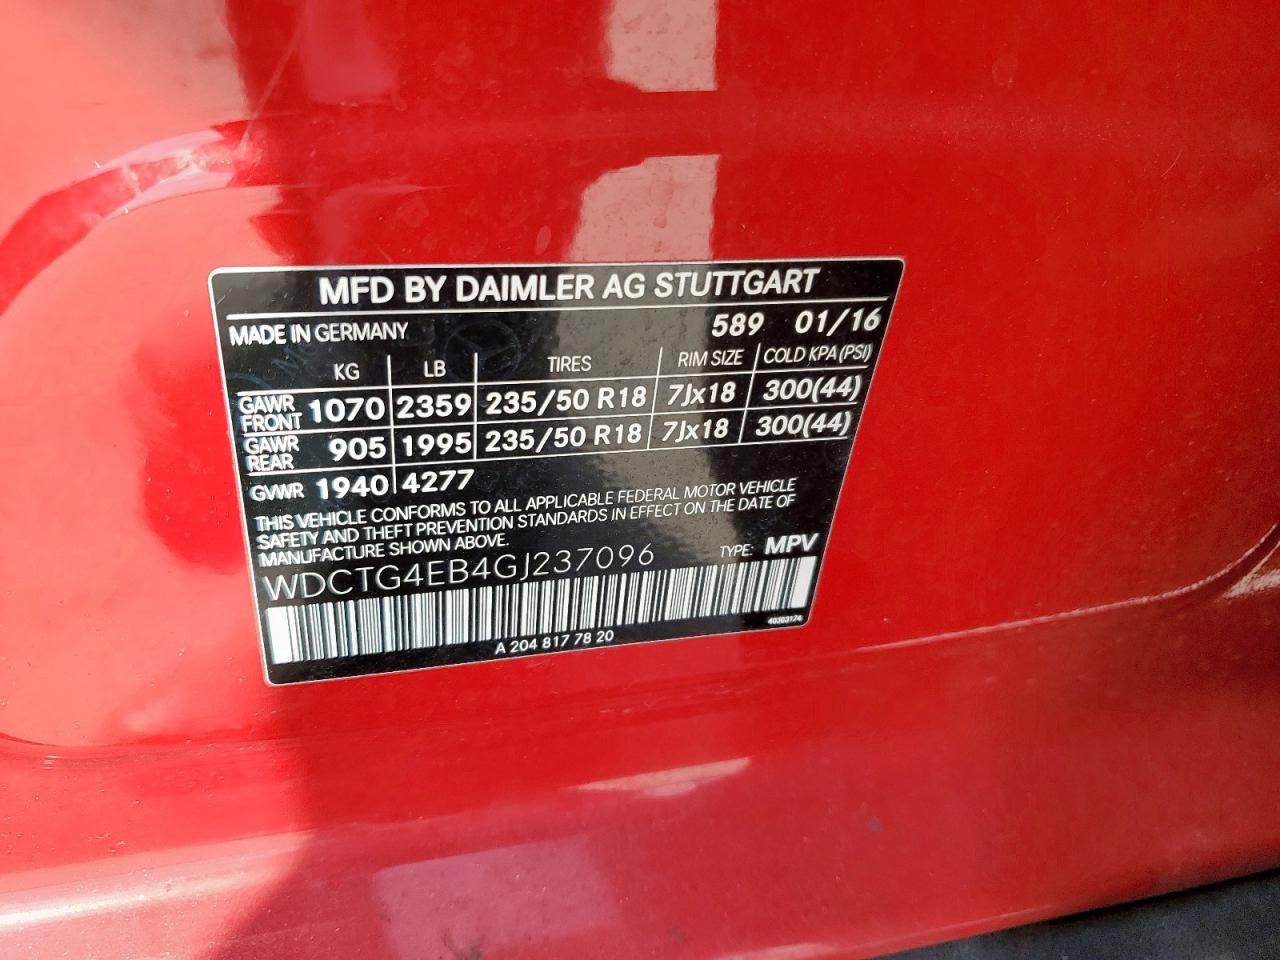 MFD BY DAIMLER AG STUTTGART
MADE IN GERMANY 589 01/16
KG LB TIRES RIM SIZE COLD KPA (PSI)
GAWR FRONT 1070 2359 235/50 R18 7Jx18 300(44)
GAWR REAR 905 1995 235/50 R18 7Jx18 300(44)
GVWR 1940 4277
THIS VEHICLE CONFORMS TO ALL APPLICABLE FEDERAL MOTOR VEHICLE
SAFETY AND THEFT PREVENTION STANDARDS IN EFFECT ON THE DATE OF
MANUFACTURE SHOWN ABOVE.
WDCTG4EB4GJ237096 TYPE: MPV
40303174
A 204 817 78 20